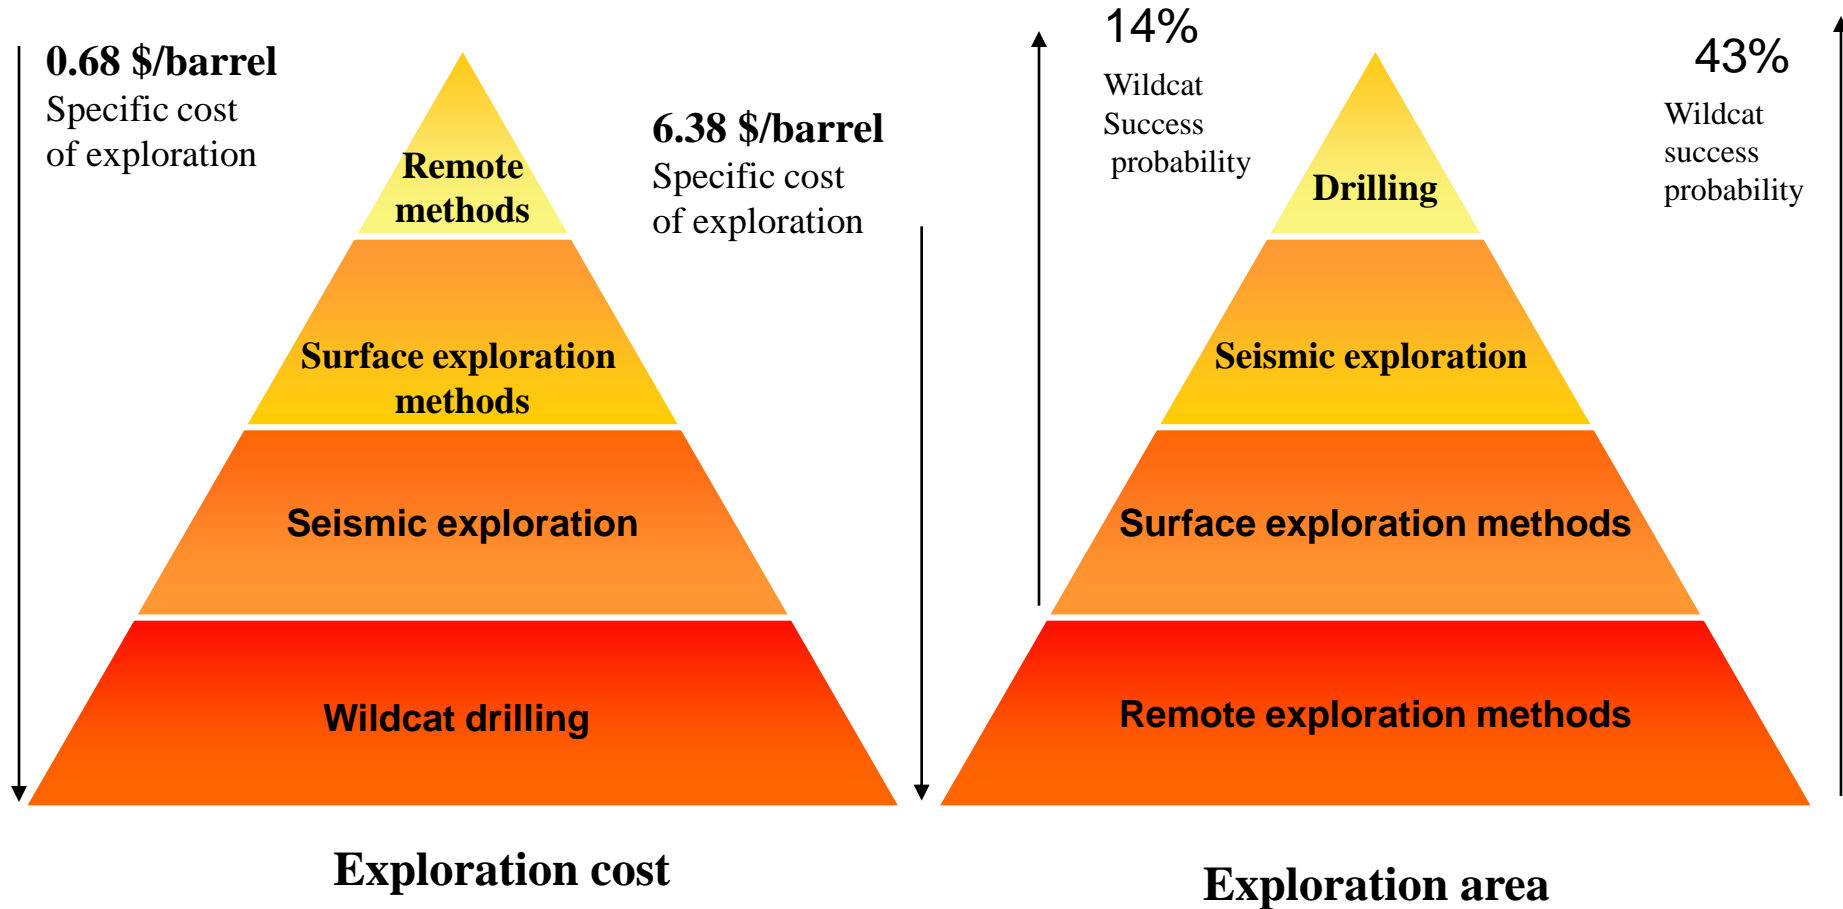 0.68 $/barrel
Specific cost
of exploration
Remote
methods
6.38 $/barrel
Specific cost
of exploration
Surface exploration
methods
Seismic exploration
Wildcat drilling
Exploration cost
14%
Wildcat
Success
probability
43%
Wildcat
success
probability
Drilling
Seismic exploration
Surface exploration methods
Remote exploration methods
Exploration area